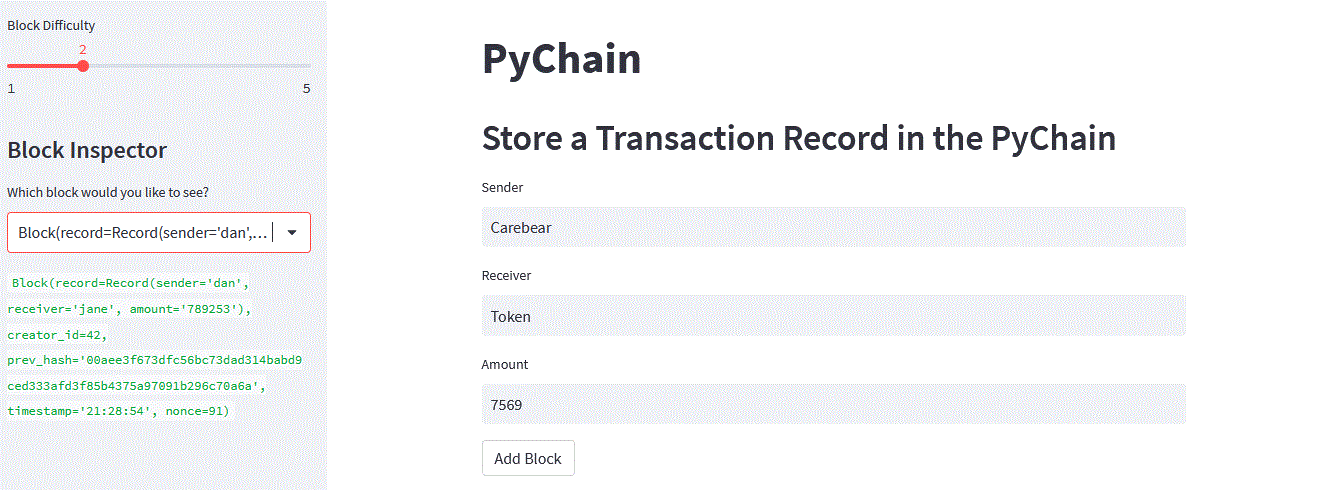 Block Difficulty
2
1 5
Block Inspector
Which block would you like to see?
Block(record=Record(sender='dan',...
Block(record=Record(sender='dan',
receiver='jane', amount='789253'),
creator_id=42,
prev_hash='00aee3f673dfc56bc73dad314babd9
ced333afd3f85b4375a97091b296c70a6a',
timestamp='21:28:54', nonce=91)
PyChain
Store a Transaction Record in the PyChain
Sender
Carebear
Receiver
Token
Amount
7569
Add Block